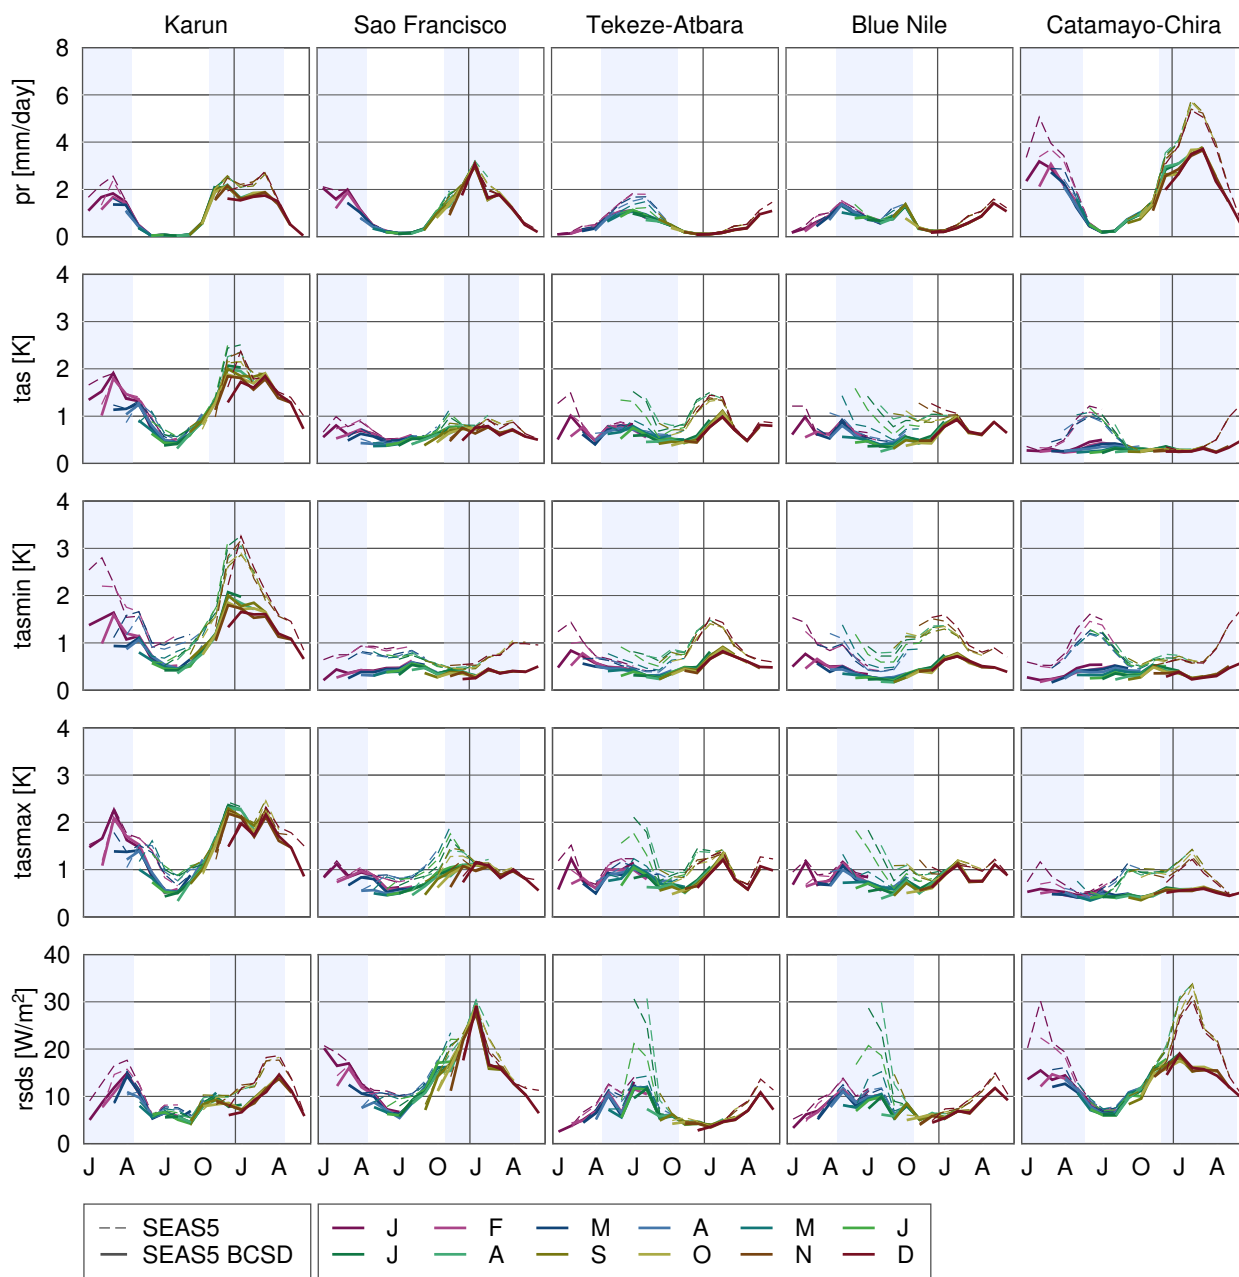 Karun Sao Francisco Tekeze-Atbara Blue Nile Catamayo-Chira
pr [mm/day]
8
6
4
2
0
tas [K]
4
3
2
1
0
tasmin [K]
4
3
2
1
0
tasmax [K]
4
3
2
1
0
rsds [W/m²]
40
30
20
10
0
J A J O J A J A J O J A J A J O J A J A J O J A J A J O J A
SEAS5 J F M A M J
SEAS5 BCSD J A S O N D